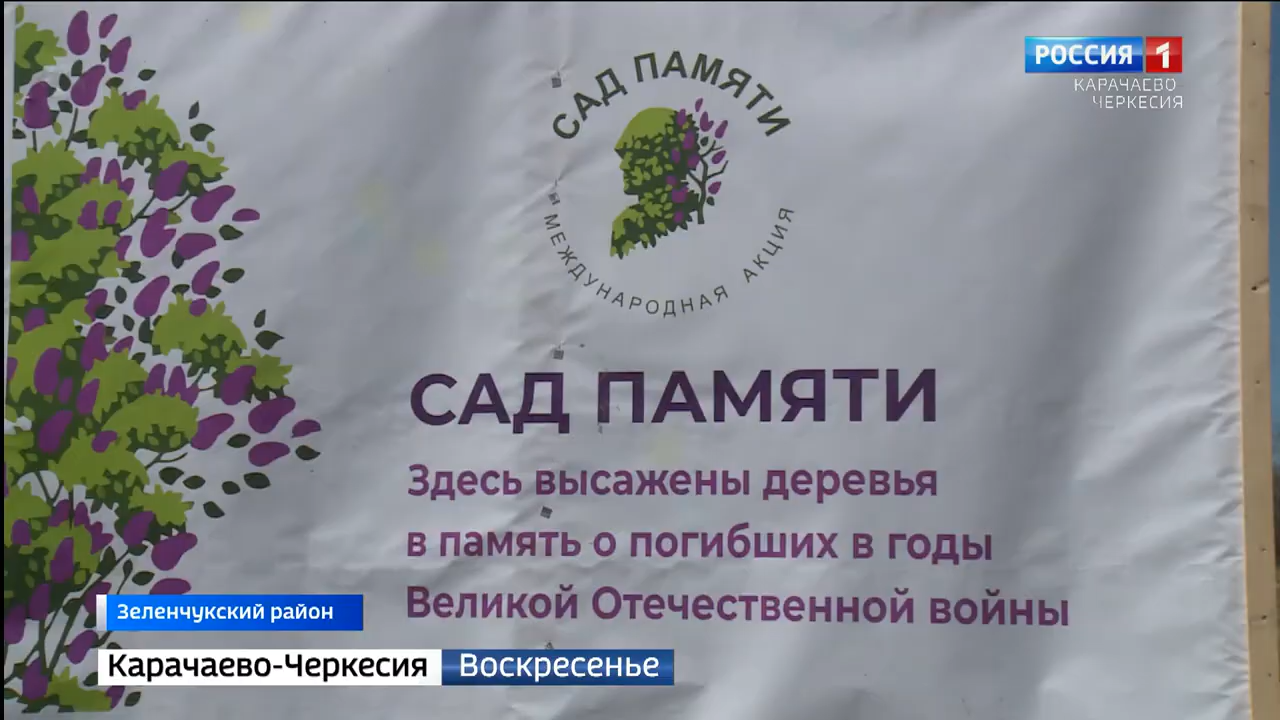 РОССИЯ 1
КАРАЧАЕВО
ЧЕРКЕСИЯ
САД ПАМЯТИ
МЕЖДУНАРОДНАЯ АКЦИЯ
САД ПАМЯТИ
Здесь высажены деревья
в память о погибших в годы
Великой Отечественной войны
Зеленчукский район
Карачаево-Черкесия Воскресенье